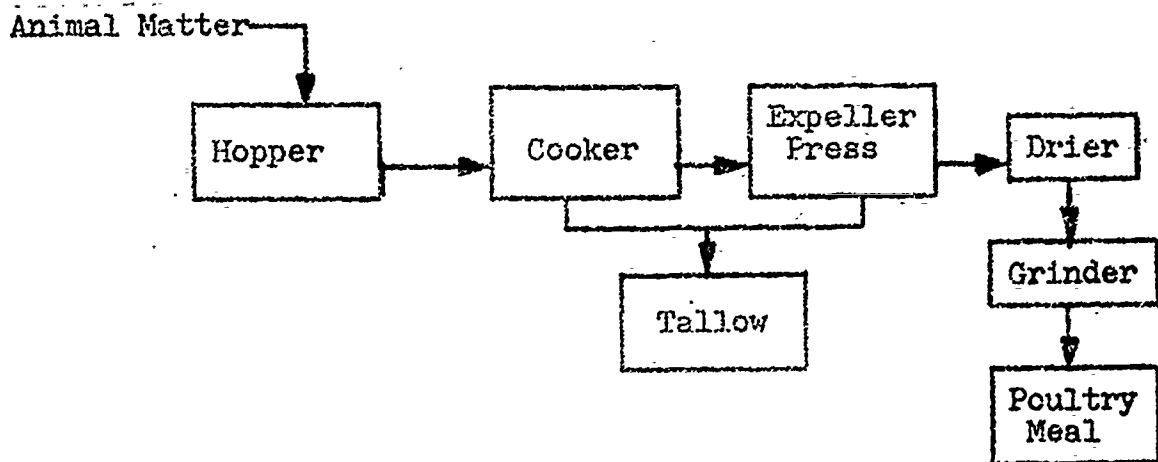 Animal Matter
Hopper
Cooker
Expeller
Press
Drier
Grinder
Tallow
Poultry
Meal